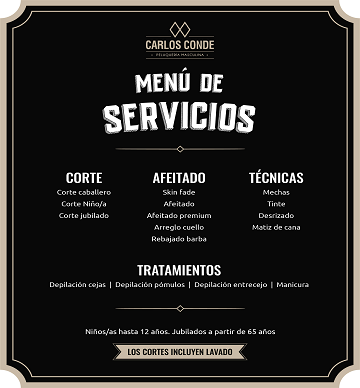 CARLOS CONDE
PELUQUERÍA MASCULINA
MENÚ DE
SERVICIOS
CORTE
Corte caballero
Corte Niño/a
Corte jubilado
AFEITADO
Skin fade
Afeitado
Afeitado premium
Arreglo cuello
Rebajado barba
TÉCNICAS
Mechas
Tinte
Desrizado
Matiz de cana
TRATAMIENTOS
Depilación cejas | Depilación pómulos | Depilación entrecejo | Manicura
Niños/as hasta 12 años. Jubilados a partir de 65 años
LOS CORTES INCLUYEN LAVADO